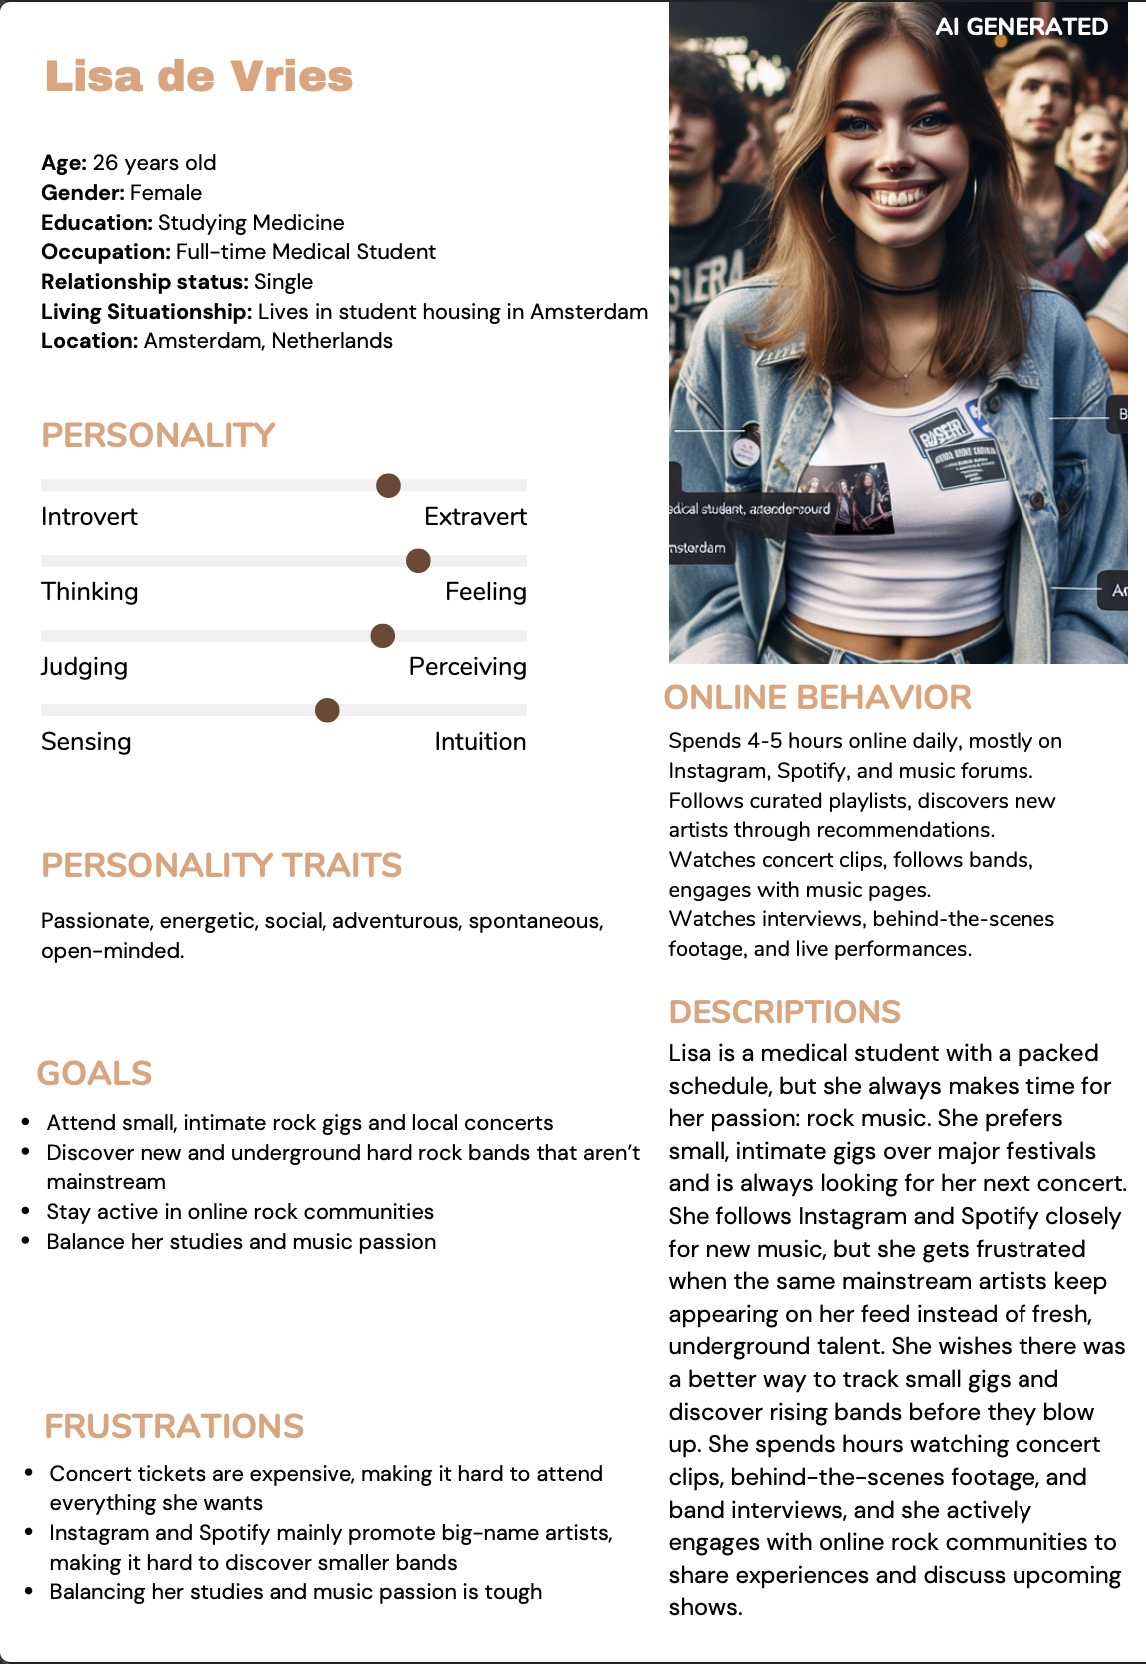 Lisa de Vries
Age: 26 years old
Gender: Female
Education: Studying Medicine
Occupation: Full-time Medical Student
Relationship status: Single
Living Situationship: Lives in student housing in Amsterdam
Location: Amsterdam, Netherlands
PERSONALITY
Introvert Extravert
Thinking Feeling
Judging Perceiving
Sensing Intuition
PERSONALITY TRAITS
Passionate, energetic, social, adventurous, spontaneous,
open-minded.
GOALS
• Attend small, intimate rock gigs and local concerts
• Discover new and underground hard rock bands that aren’t
mainstream
• Stay active in online rock communities
• Balance her studies and music passion
FRUSTRATIONS
• Concert tickets are expensive, making it hard to attend
everything she wants
• Instagram and Spotify mainly promote big-name artists,
making it hard to discover smaller bands
• Balancing her studies and music passion is tough
AI GENERATED
edical student,
msterdam
ONLINE BEHAVIOR
Spends 4-5 hours online daily, mostly on
Instagram, Spotify, and music forums.
Follows curated playlists, discovers new
artists through recommendations.
Watches concert clips, follows bands,
engages with music pages.
Watches interviews, behind-the-scenes
footage, and live performances.
DESCRIPTIONS
Lisa is a medical student with a packed
schedule, but she always makes time for
her passion: rock music. She prefers
small, intimate gigs over major festivals
and is always looking for her next concert.
She follows Instagram and Spotify closely
for new music, but she gets frustrated
when the same mainstream artists keep
appearing on her feed instead of fresh,
underground talent. She wishes there was
a better way to track small gigs and
discover rising bands before they blow
up. She spends hours watching concert
clips, behind-the-scenes footage, and
band interviews, and she actively
engages with online rock communities to
share experiences and discuss upcoming
shows.